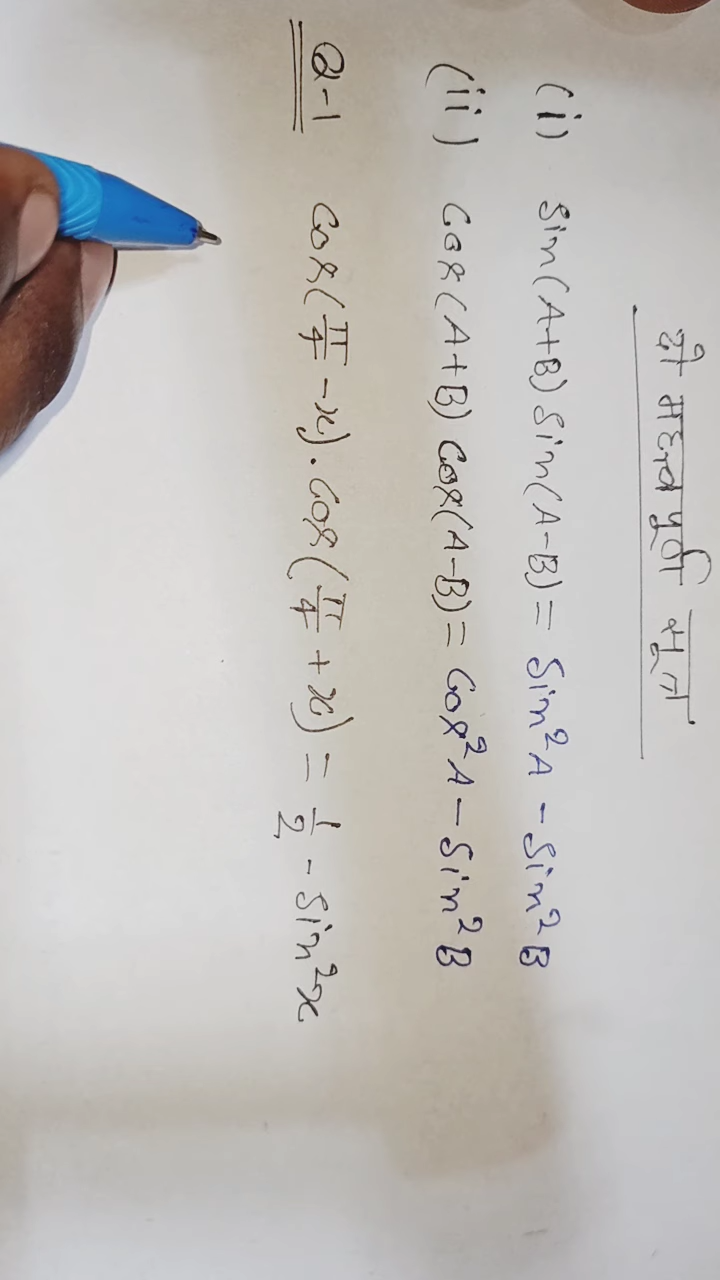 दो महत्वपूर्ण सूत्र
(i) Sin(A+B) Sin(A-B) = Sin²A - Sin²B
(ii) Cos(A+B) Cos(A-B) = Cos²A - Sin²B
Q-1 Cos(π/4 - x) . Cos(π/4 + x) = 1/2 - Sin²x